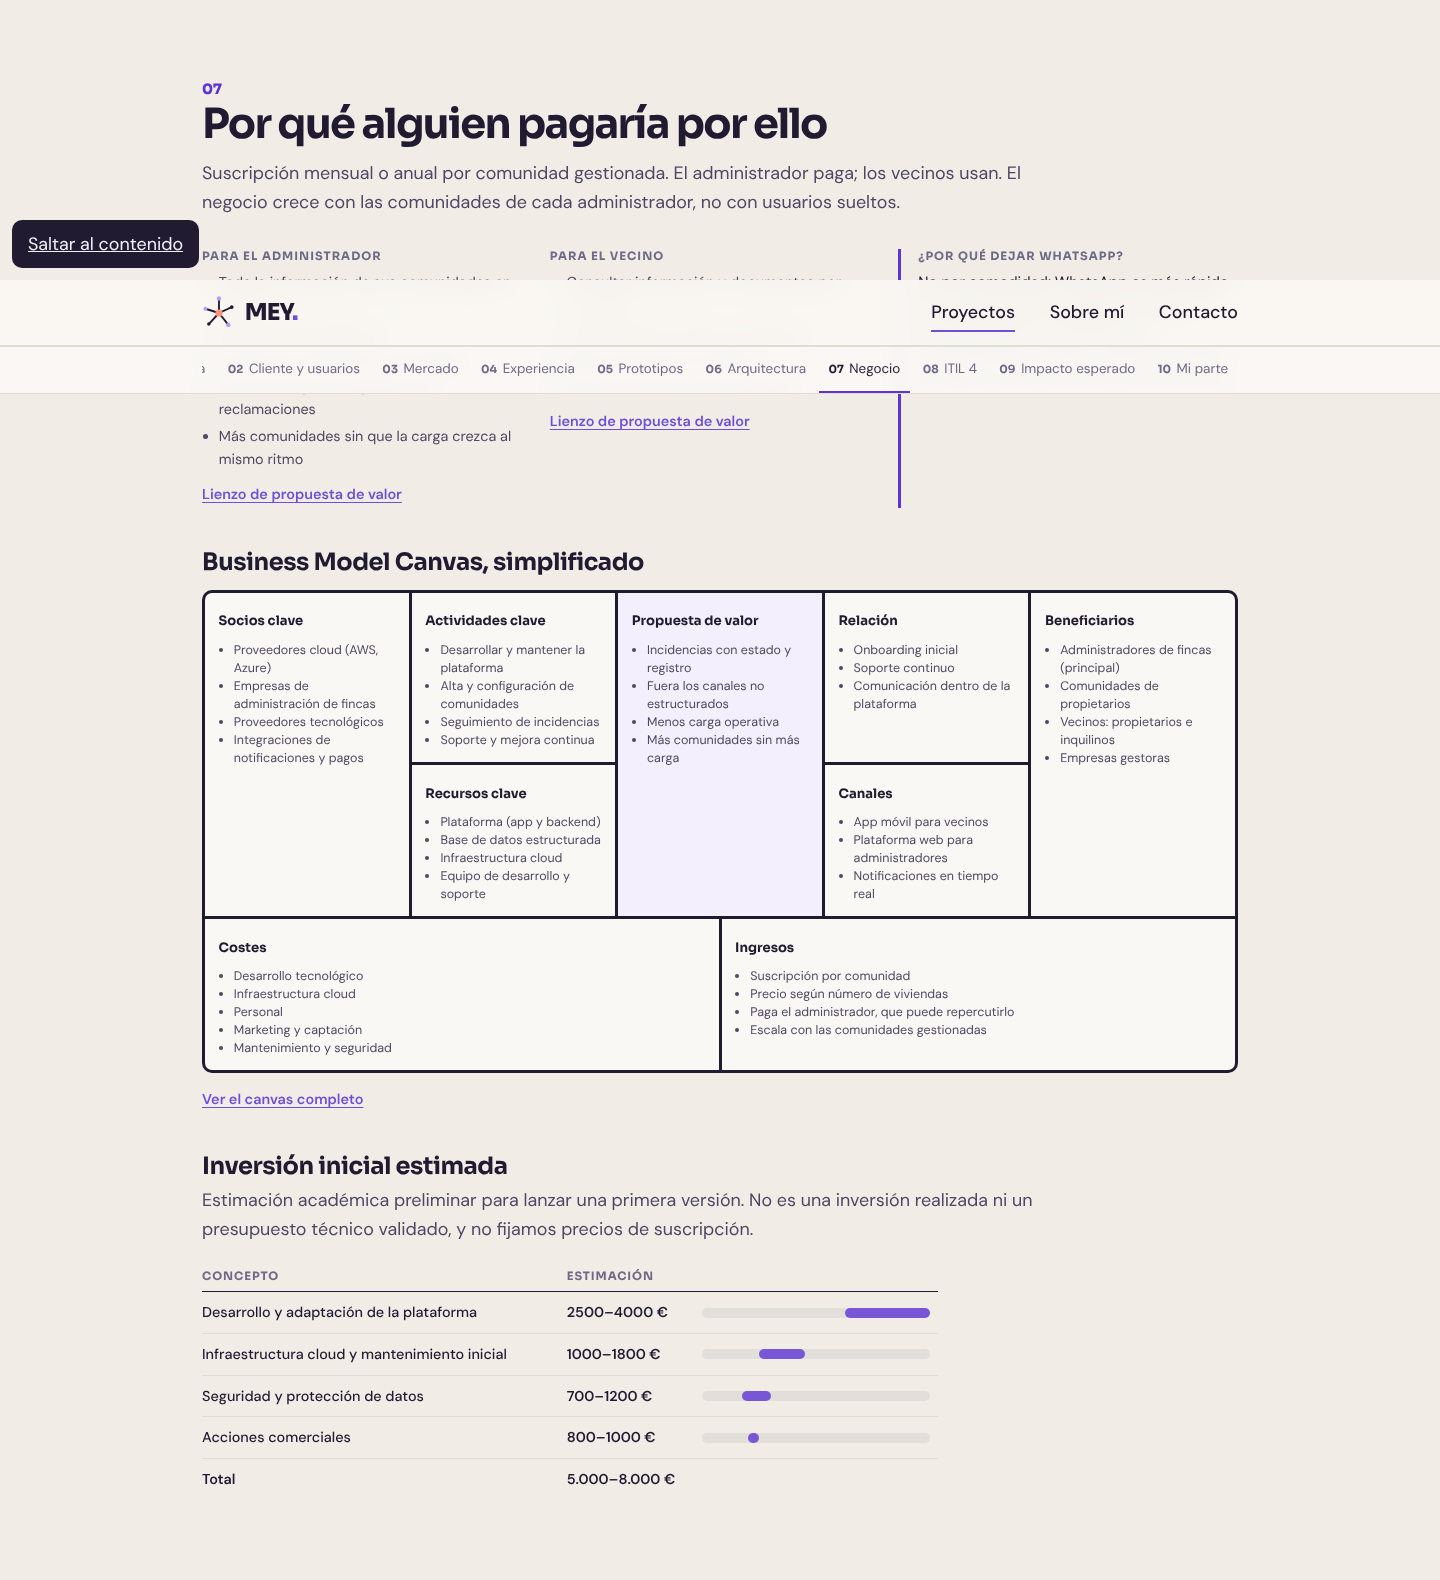 07
Por qué alguien pagaría por ello
Suscripción mensual o anual por comunidad gestionada. El administrador paga; los vecinos usan. El
negocio crece con las comunidades de cada administrador, no con usuarios sueltos.
Saltar al contenido
PARA EL ADMINISTRADOR
PARA EL VECINO
¿POR QUÉ DEJAR WHATSAPP?
MEY.
Proyectos
Sobre mí
Contacto
02 Cliente y usuarios
03 Mercado
04 Experiencia
05 Prototipos
06 Arquitectura
07 Negocio
08 ITIL 4
09 Impacto esperado
10 Mi parte
reclamaciones
Más comunidades sin que la carga crezca al
mismo ritmo
Lienzo de propuesta de valor
Lienzo de propuesta de valor
Business Model Canvas, simplificado
Socios clave
Proveedores cloud (AWS,
Azure)
Empresas de
administración de fincas
Proveedores tecnológicos
Integraciones de
notificaciones y pagos
Actividades clave
Desarrollar y mantener la
plataforma
Alta y configuración de
comunidades
Seguimiento de incidencias
Soporte y mejora continua
Recursos clave
Plataforma (app y backend)
Base de datos estructurada
Infraestructura cloud
Equipo de desarrollo y
soporte
Propuesta de valor
Incidencias con estado y
registro
Fuera los canales no
estructurados
Menos carga operativa
Más comunidades sin más
carga
Relación
Onboarding inicial
Soporte continuo
Comunicación dentro de la
plataforma
Canales
App móvil para vecinos
Plataforma web para
administradores
Notificaciones en tiempo
real
Beneficiarios
Administradores de fincas
(principal)
Comunidades de
propietarios
Vecinos: propietarios e
inquilinos
Empresas gestoras
Costes
Desarrollo tecnológico
Infraestructura cloud
Personal
Marketing y captación
Mantenimiento y seguridad
Ingresos
Suscripción por comunidad
Precio según número de viviendas
Paga el administrador, que puede repercutirlo
Escala con las comunidades gestionadas
Ver el canvas completo
Inversión inicial estimada
Estimación académica preliminar para lanzar una primera versión. No es una inversión realizada ni un
presupuesto técnico validado, y no fijamos precios de suscripción.
CONCEPTO
ESTIMACIÓN
Desarrollo y adaptación de la plataforma
2500–4000 €
Infraestructura cloud y mantenimiento inicial
1000–1800 €
Seguridad y protección de datos
700–1200 €
Acciones comerciales
800–1000 €
Total
5.000–8.000 €